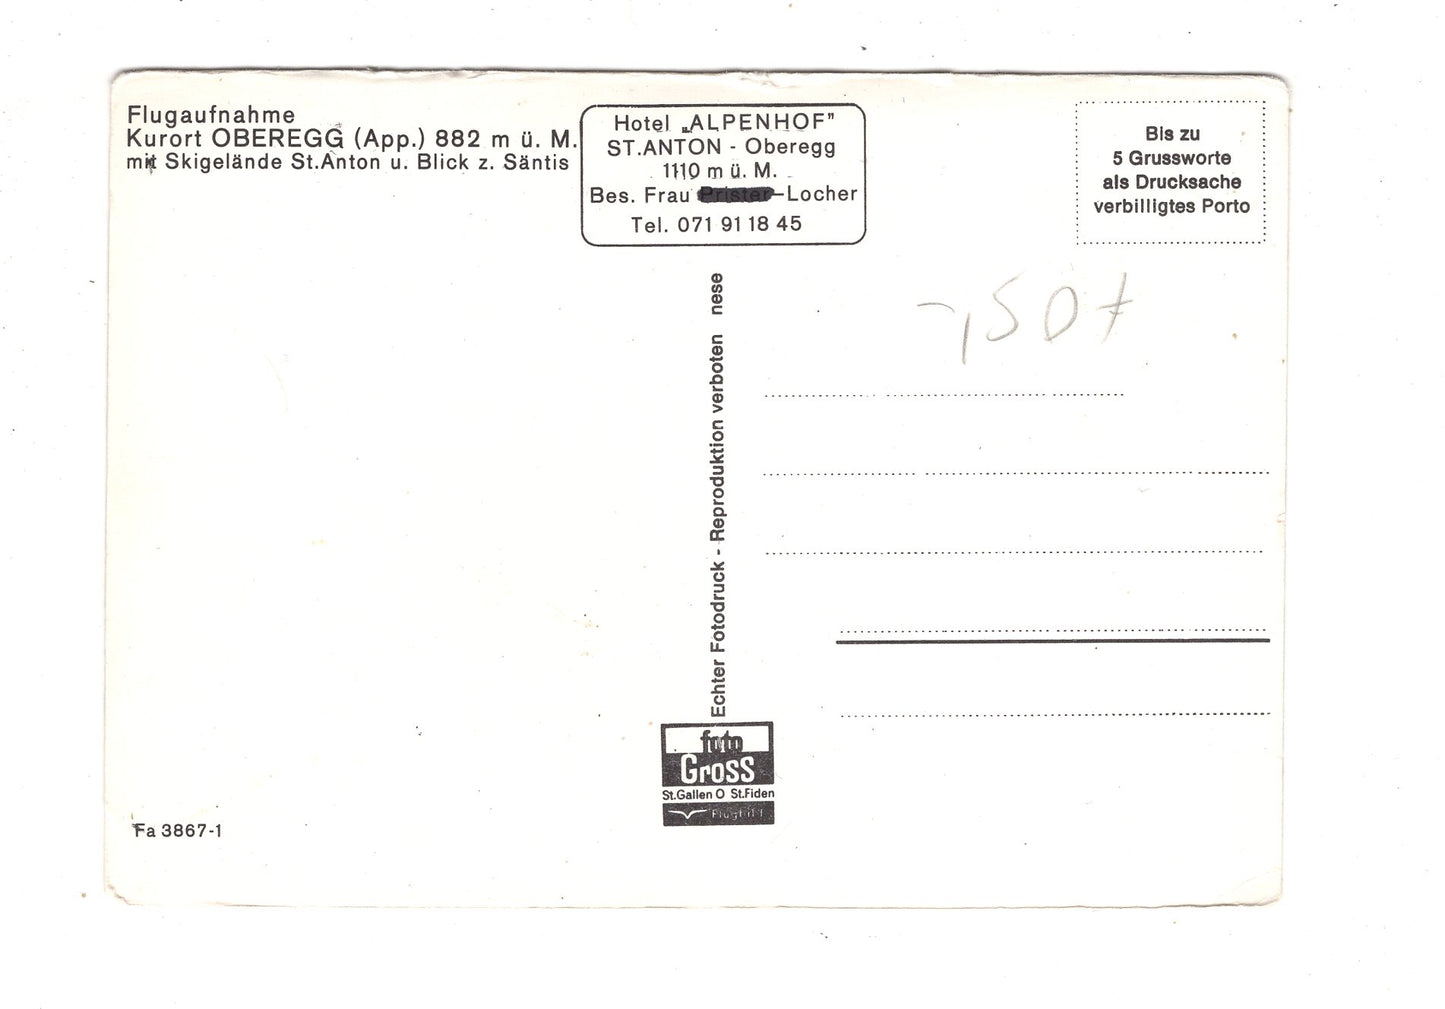 Flugaufnahme
Kurort OBEREGG (App.) 882 m ü. M.
mit Skigelände St.Anton u. Blick z. Säntis
Hotel „ALPENHOF"
ST.ANTON - Oberegg
1110 m ü. M.
Bes. Frau Prister-Locher
Tel. 071 91 18 45
Bis zu
5 Grussworte
als Drucksache
verbilligtes Porto
-,50
Echter Fotodruck - Reproduktion verboten nese
foto
Gross
St.Gallen O St.Fiden
Fa 3867-1